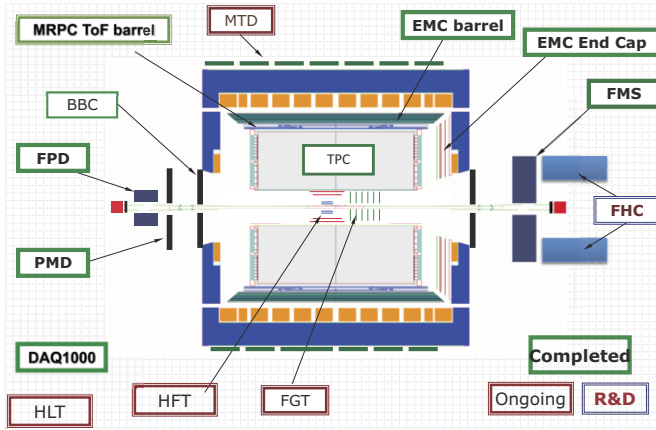 MTD
MRPC ToF barrel
EMC barrel
EMC End Cap
BBC
FMS
TPC
FPD
FHC
PMD
DAQ1000
Completed
HLT
HFT
FGT
Ongoing
R&D